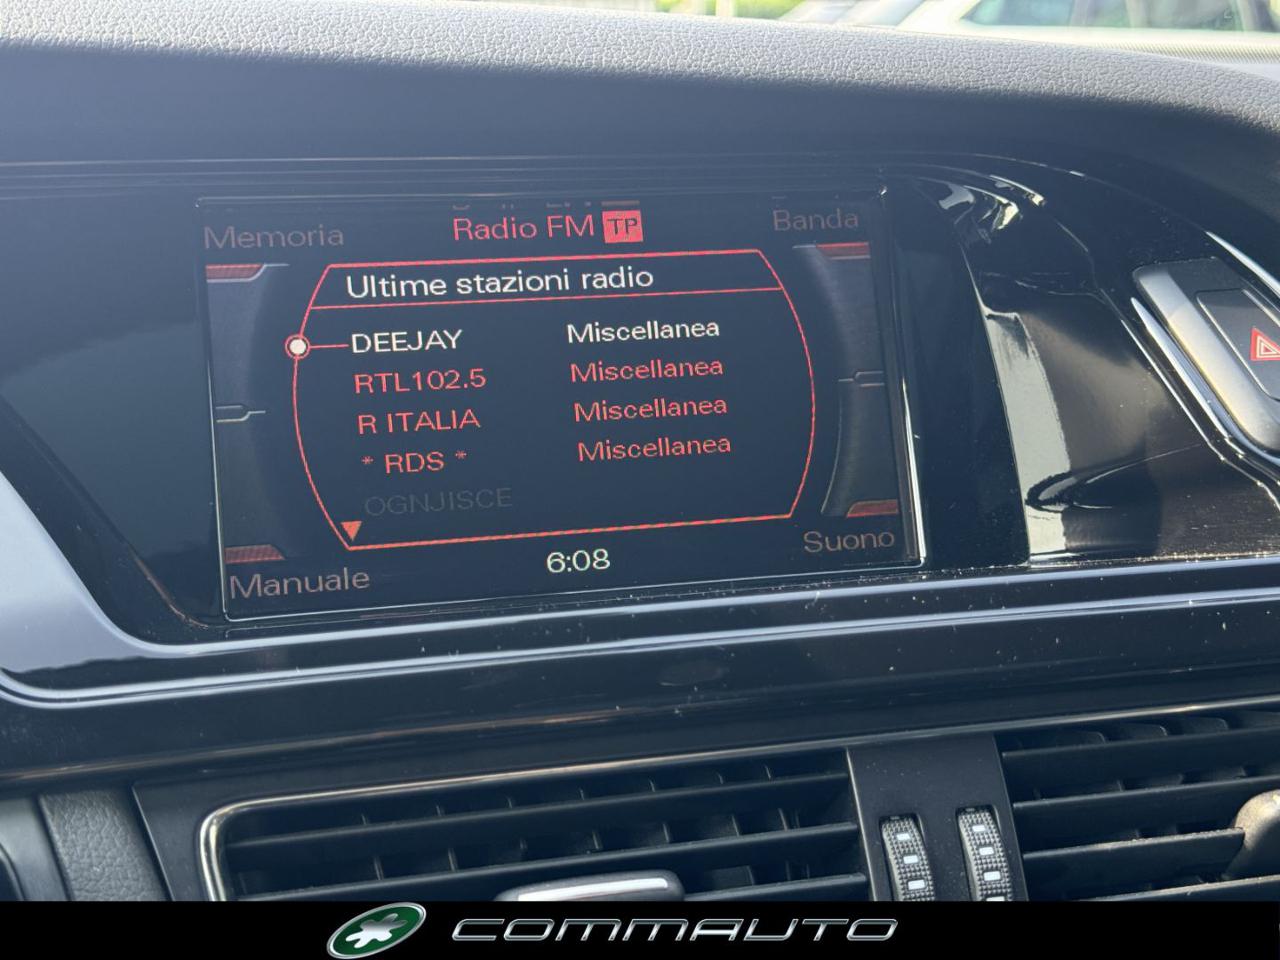 Memoria
Radio FM TP
Banda
Ultime stazioni radio
DEEJAY Miscellanea
RTL102.5 Miscellanea
R ITALIA Miscellanea
* RDS * Miscellanea
OGNJISCE
Manuale
6:08
Suono
COMMAUTO